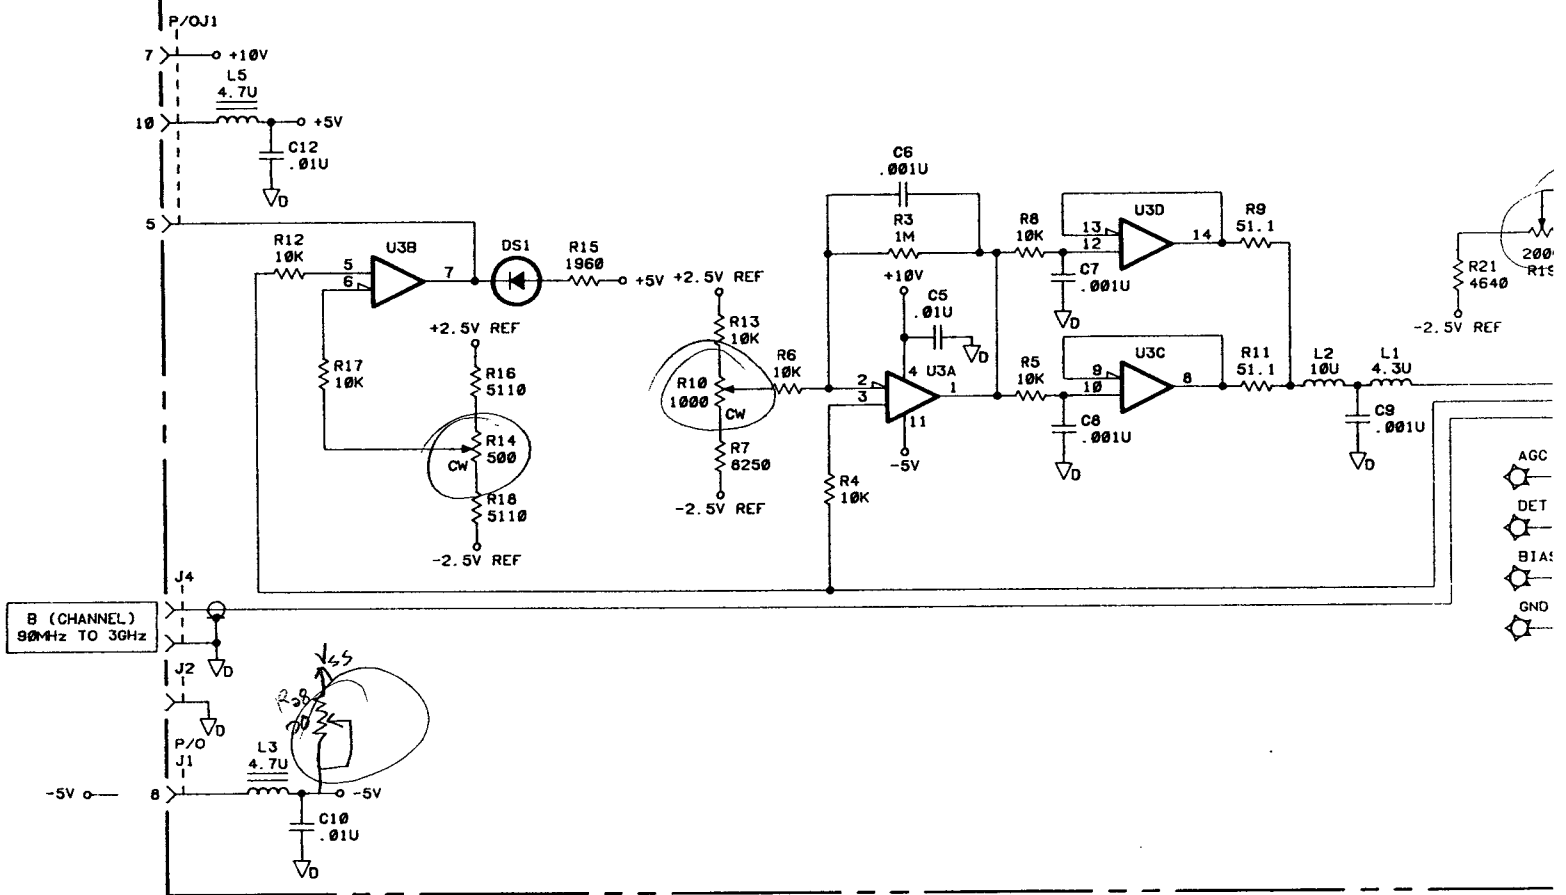 P/OJ1
7
+10V
L5
4.7U
10
+5V
C12
.01U
D
5
R12
10K
U3B
5
6
7
DS1
R15
1960
+5V
+2.5V REF
R17
10K
R16
5110
R14
500
CW
R18
5110
-2.5V REF
+2.5V REF
R13
10K
R10
1000
CW
R7
8250
-2.5V REF
R6
10K
C6
.001U
R3
1M
+10V
C5
.01U
D
4
U3A
2
3
1
11
-5V
R4
10K
R8
10K
C7
.001U
D
U3D
13
12
14
R9
51.1
R5
10K
C8
.001U
D
U3C
9
10
8
R11
51.1
L2
10U
L1
4.3U
C9
.001U
D
R21
4640
-2.5V REF
200
R19
AGC
DET
BIAS
GND
J4
B (CHANNEL)
90MHz TO 3GHz
D
J2
D
P/O
J1
-5V
8
L3
4.7U
-5V
C10
.01U
D
VSS
R28